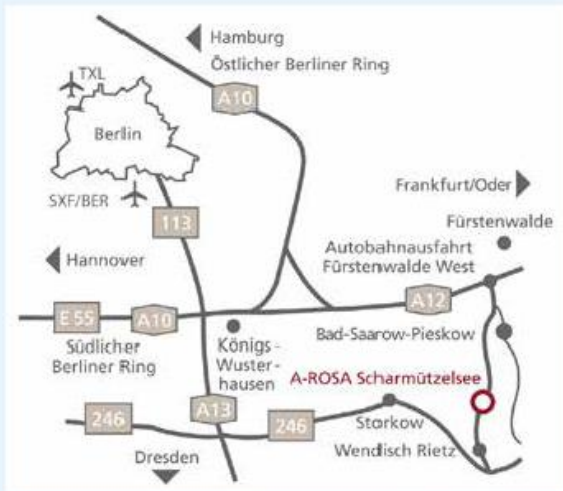 Hamburg
Östlicher Berliner Ring
TXL
A10
Berlin
Frankfurt/Oder
SXF/BER
Fürstenwalde
113
Autobahnausfahrt
Fürstenwalde West
Hannover
A12
E 55
A10
Bad-Saarow-Pieskow
Südlicher
Berliner Ring
Königs-
Wuster-
hausen
A-ROSA Scharmützelsee
A13
246
246
Storkow
Wendisch Rietz
Dresden